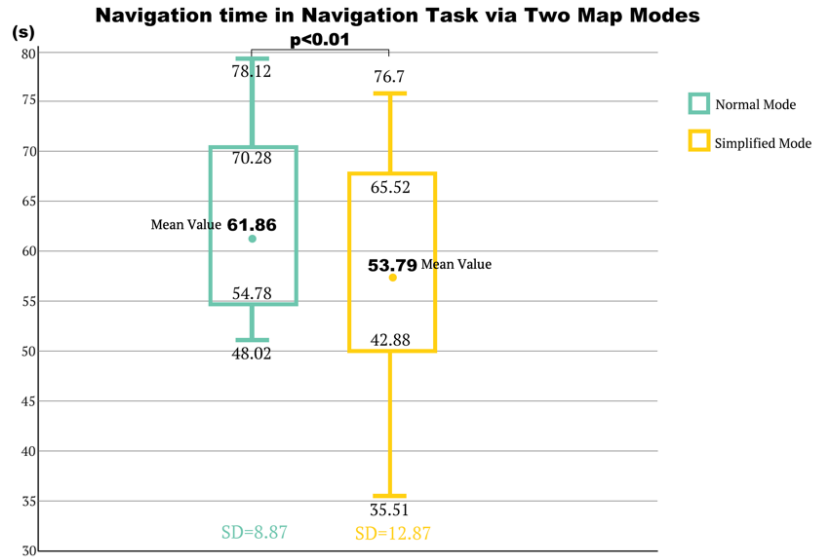 Navigation time in Navigation Task via Two Map Modes
(s)
p<0.01
80
78.12
76.7
75
Normal Mode
Simplified Mode
70
70.28
65
65.52
Mean Value 61.86
60
53.79 Mean Value
55
54.78
50
48.02
42.88
45
40
35
35.51
SD=8.87
SD=12.87
30